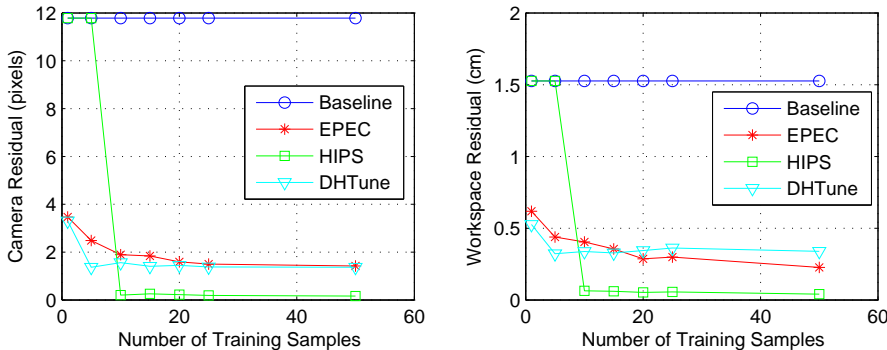 12
10
8
6
4
2
0
0
20
40
60
Camera Residual (pixels)
Number of Training Samples
Baseline
EPEC
HIPS
DHTune
2
1.5
1
0.5
0
0
20
40
60
Workspace Residual (cm)
Number of Training Samples
Baseline
EPEC
HIPS
DHTune